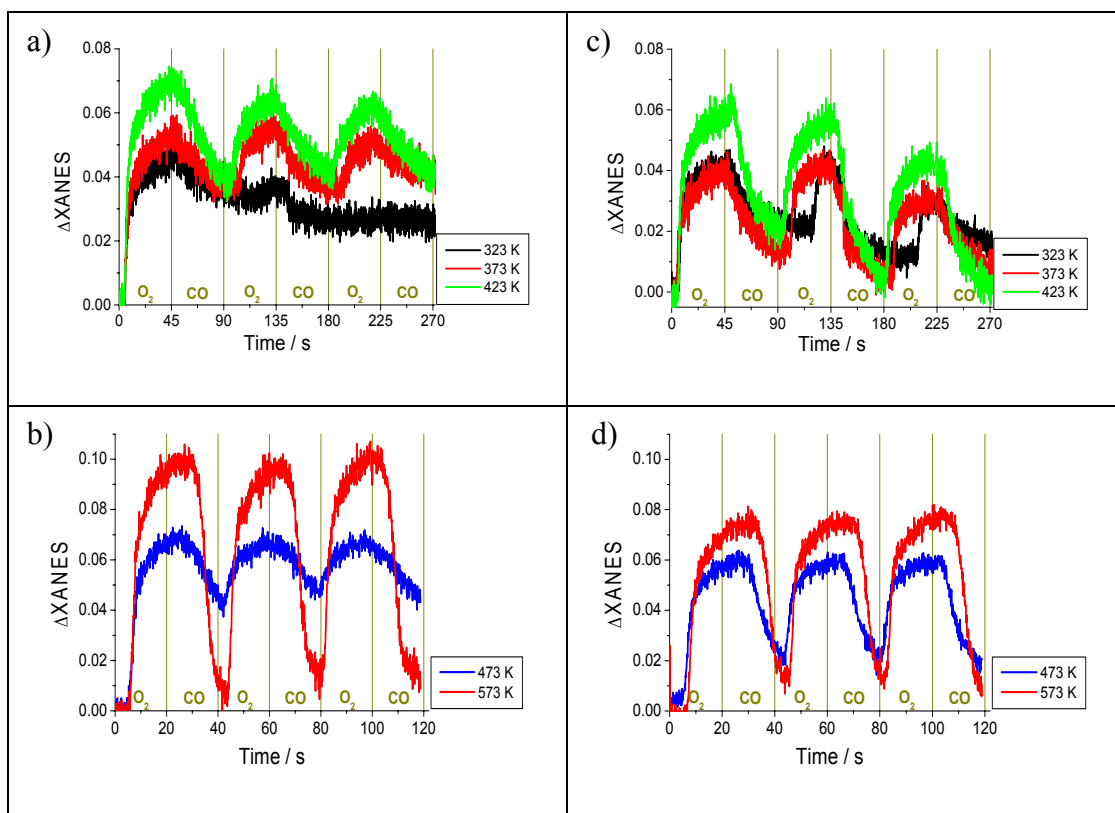 a)
0.08
0.06
0.04
0.02
0.00
ΔXANES
O₂ CO O₂ CO O₂ CO
0 45 90 135 180 225 270
Time / s
323 K
373 K
423 K
c)
0.08
0.06
0.04
0.02
0.00
ΔXANES
O₂ CO O₂ CO O₂ CO
0 45 90 135 180 225 270
Time / s
323 K
373 K
423 K
b)
0.10
0.08
0.06
0.04
0.02
0.00
ΔXANES
O₂ CO O₂ CO O₂ CO
0 20 40 60 80 100 120
Time / s
473 K
573 K
d)
0.10
0.08
0.06
0.04
0.02
0.00
ΔXANES
O₂ CO O₂ CO O₂ CO
0 20 40 60 80 100 120
Time / s
473 K
573 K